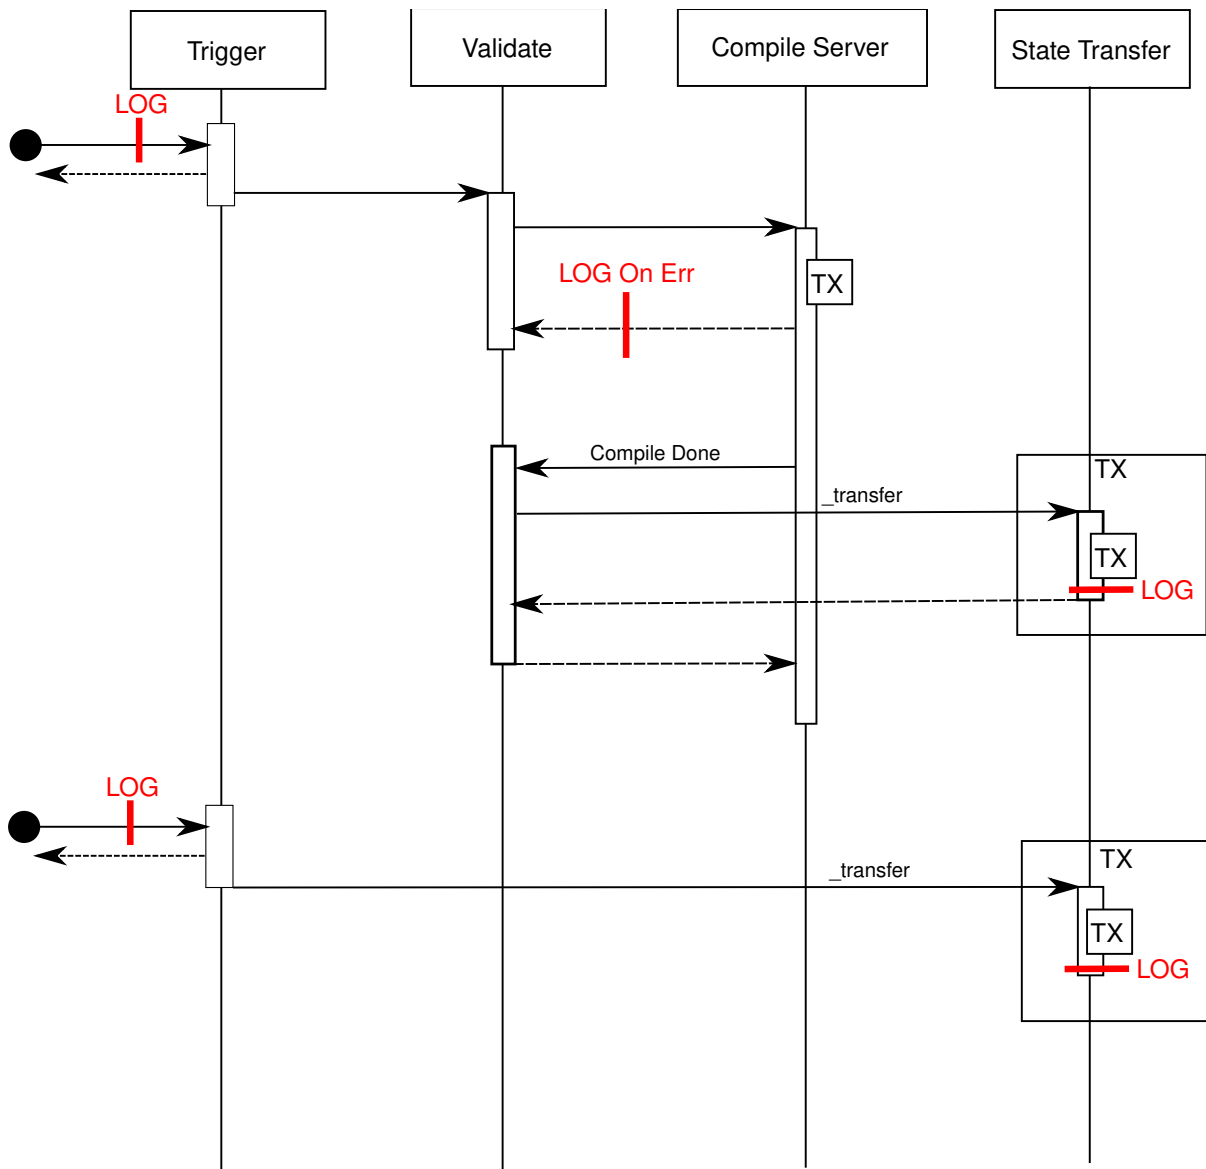 Trigger
Validate
Compile Server
State Transfer
LOG
LOG On Err
TX
Compile Done
TX
_transfer
TX
LOG
LOG
TX
_transfer
TX
LOG